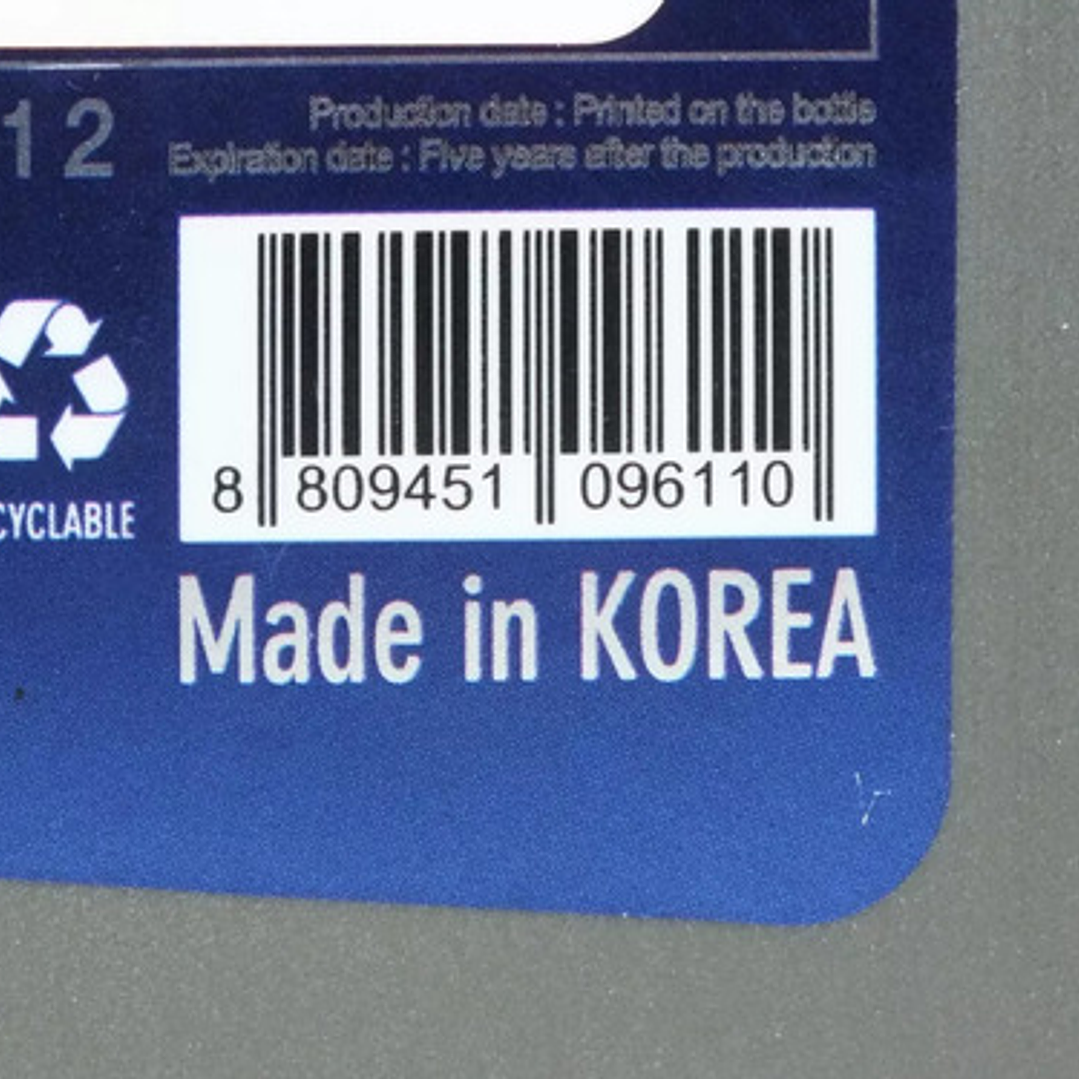 Production date : Printed on the bottle
12
Expiration date : Five years after the production
8 809451 096110
CYCLABLE
Made in KOREA